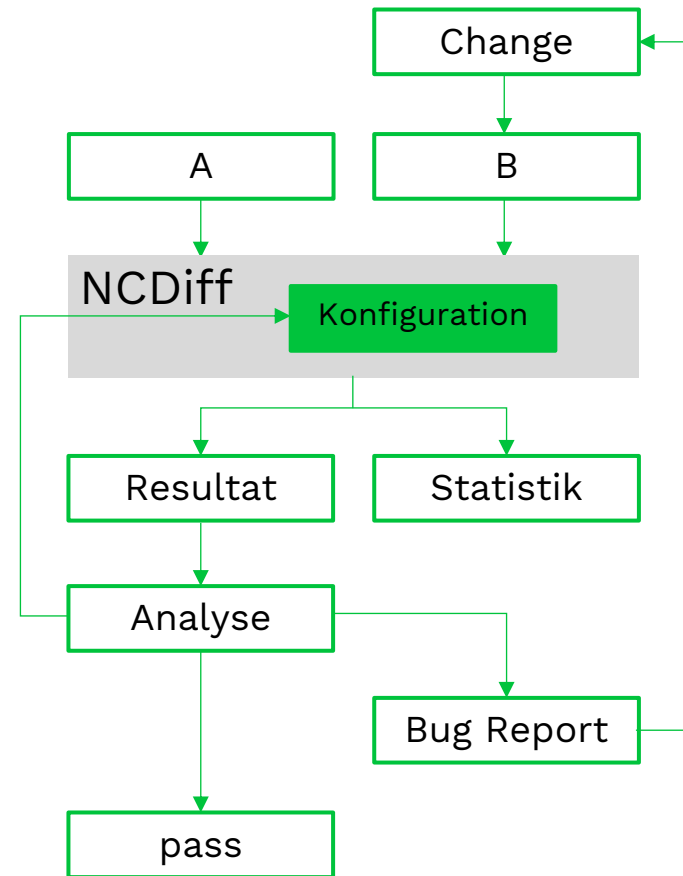 Change
A
B
NCDiff
Konfiguration
Resultat
Statistik
Analyse
Bug Report
pass